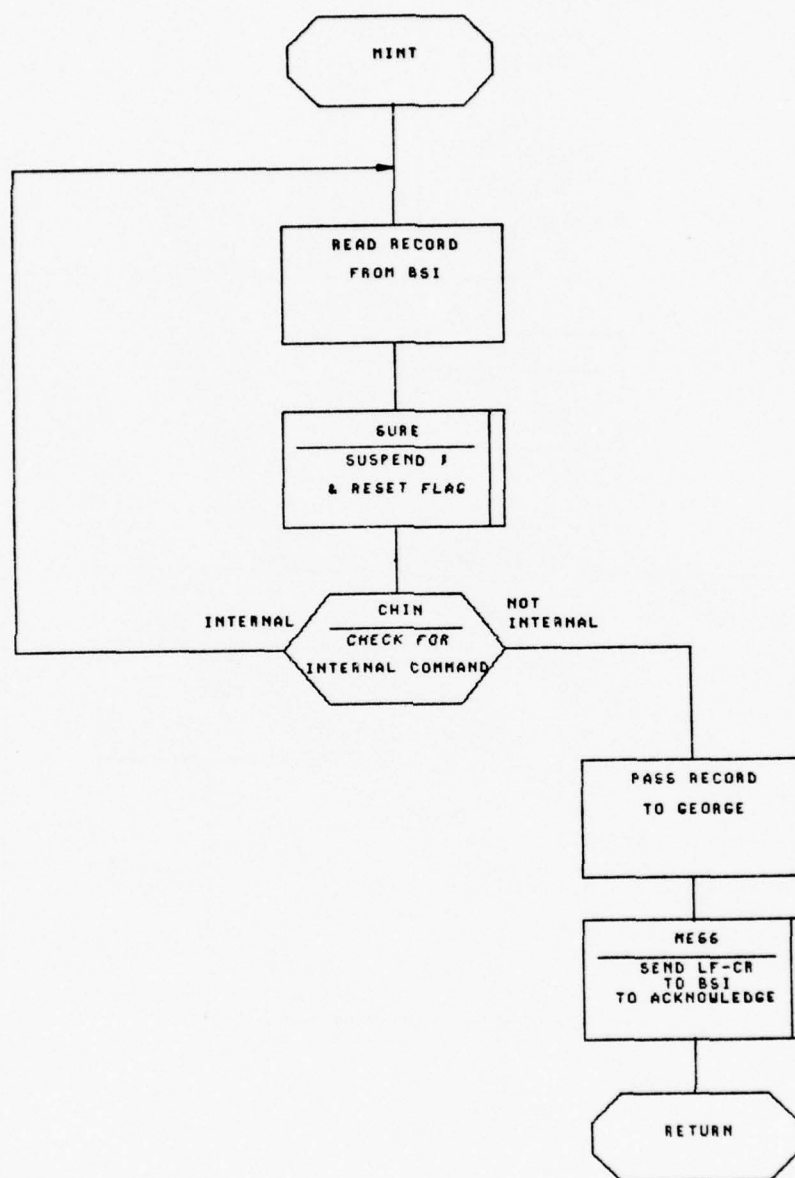 MINT
READ RECORD
FROM BSI
SURE
SUSPEND
& RESET FLAG
INTERNAL
CHIN
CHECK FOR
INTERNAL COMMAND
NOT
INTERNAL
PASS RECORD
TO GEORGE
MESS
SEND LF-CR
TO BSI
TO ACKNOWLEDGE
RETURN